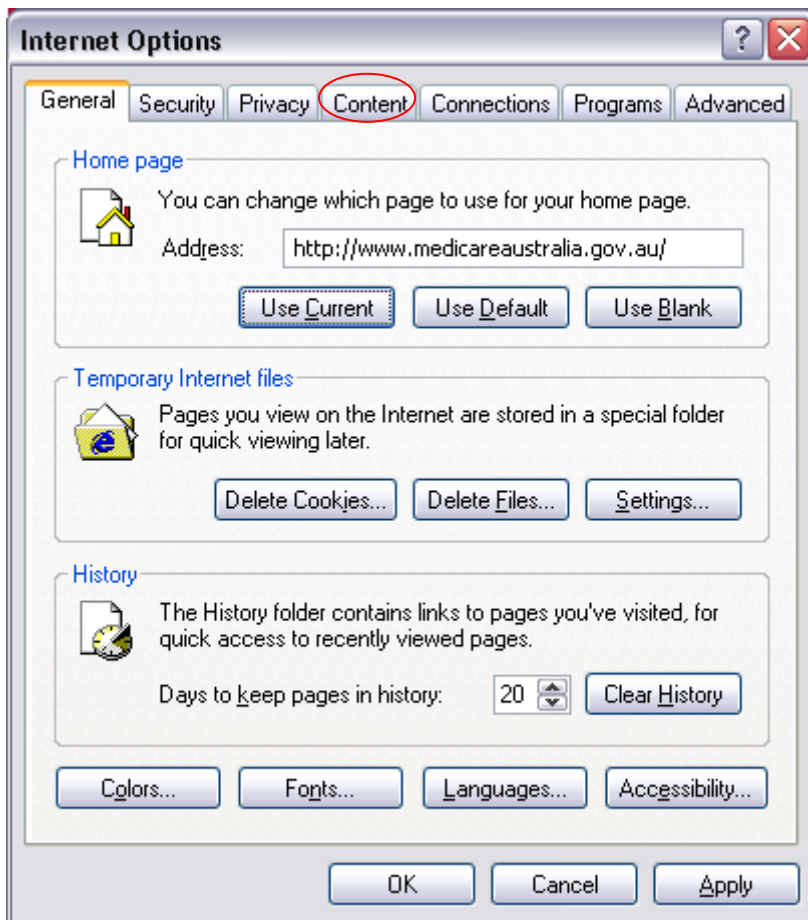 Internet Options
General Security Privacy Content Connections Programs Advanced
Home page
You can change which page to use for your home page.
Address: http://www.medicareaustralia.gov.au/
Use Current Use Default Use Blank
Temporary Internet files
Pages you view on the Internet are stored in a special folder
for quick viewing later.
Delete Cookies... Delete Files... Settings...
History
The History folder contains links to pages you've visited, for
quick access to recently viewed pages.
Days to keep pages in history: 20 Clear History
Colors... Fonts... Languages... Accessibility...
OK Cancel Apply